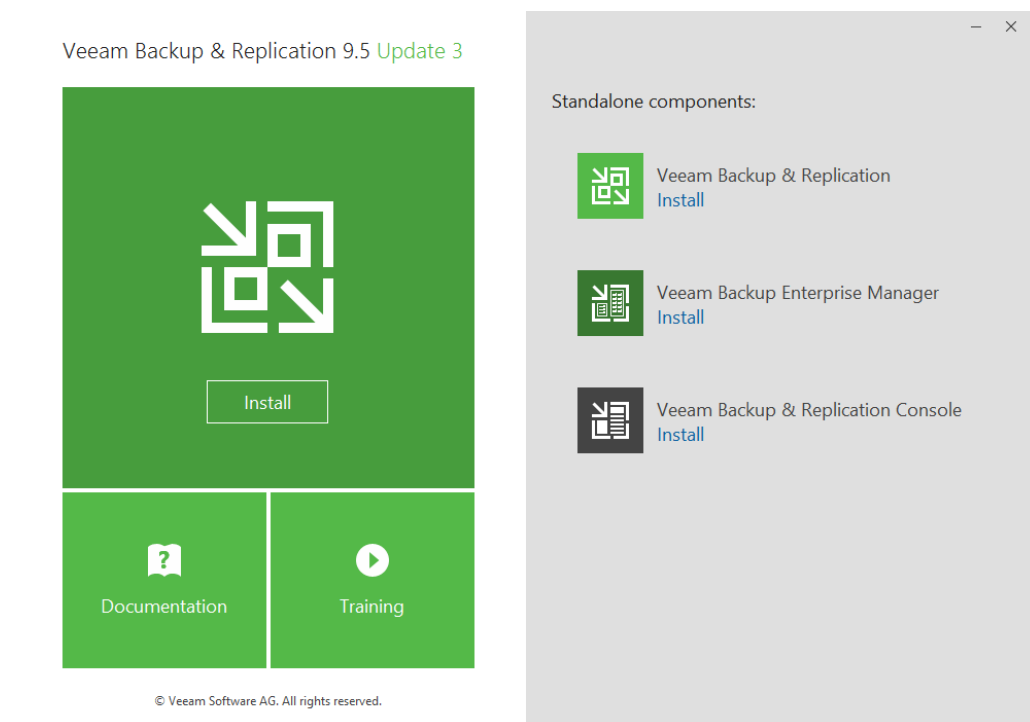 Veeam Backup & Replication 9.5 Update 3
Install
?
Documentation
Training
© Veeam Software AG. All rights reserved.
Standalone components:
Veeam Backup & Replication
Install
Veeam Backup Enterprise Manager
Install
Veeam Backup & Replication Console
Install